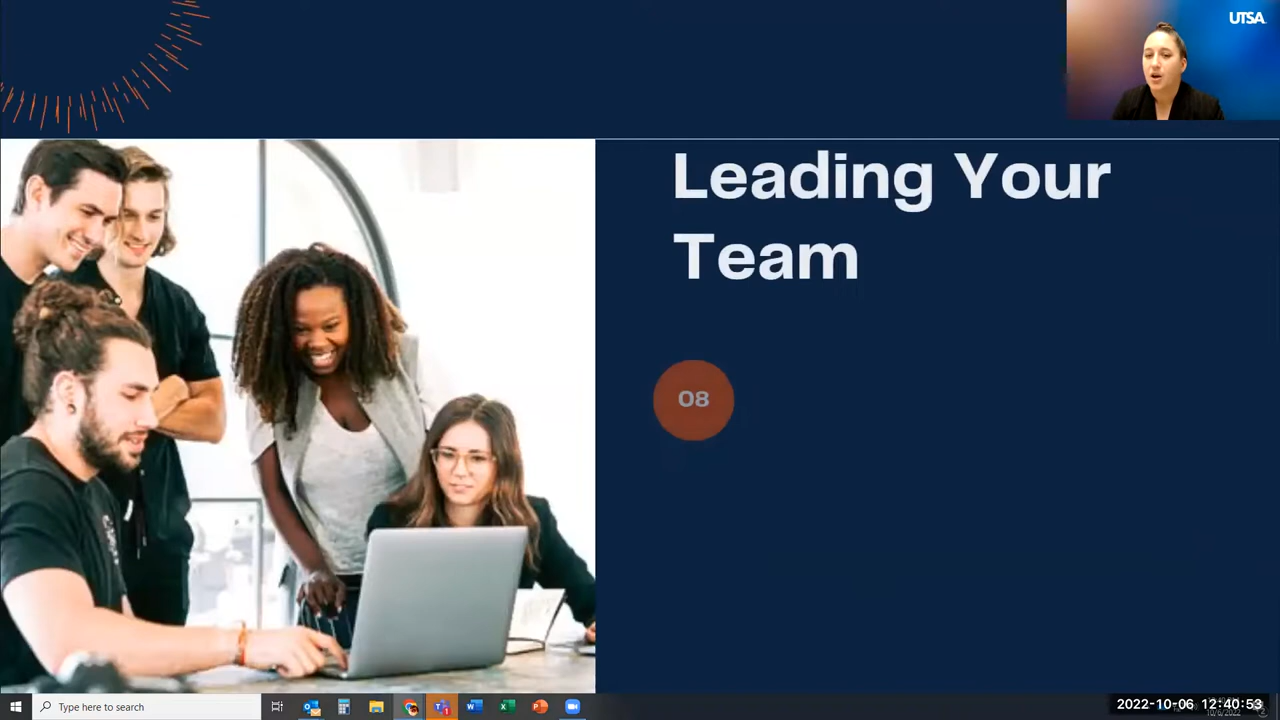 UTSA
Leading Your
Team
08
Type here to search
2022-10-06 12:40:53